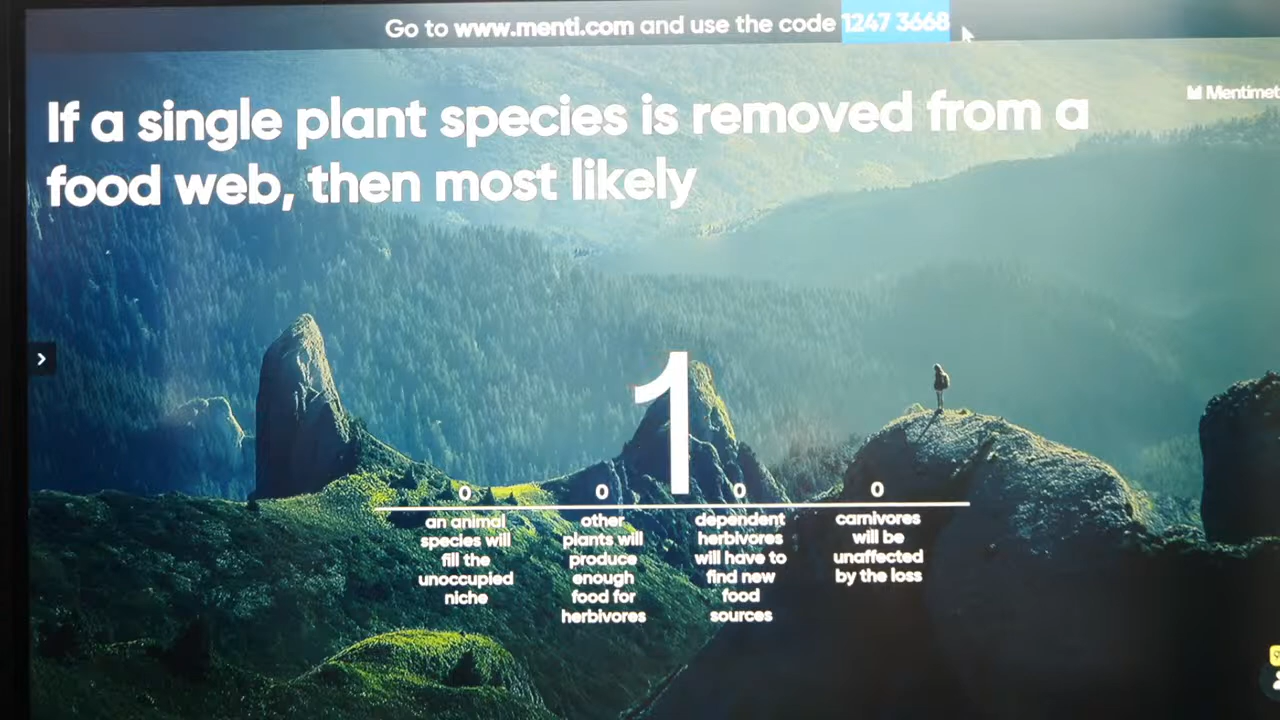 Go to www.menti.com and use the code 1247 3668
Mentimet
If a single plant species is removed from a
food web, then most likely
1
0
0
0
0
an animal
species will
fill the
unoccupied
niche
other
plants will
produce
enough
food for
herbivores
dependent
herbivores
will have to
find new
food
sources
carnivores
will be
unaffected
by the loss